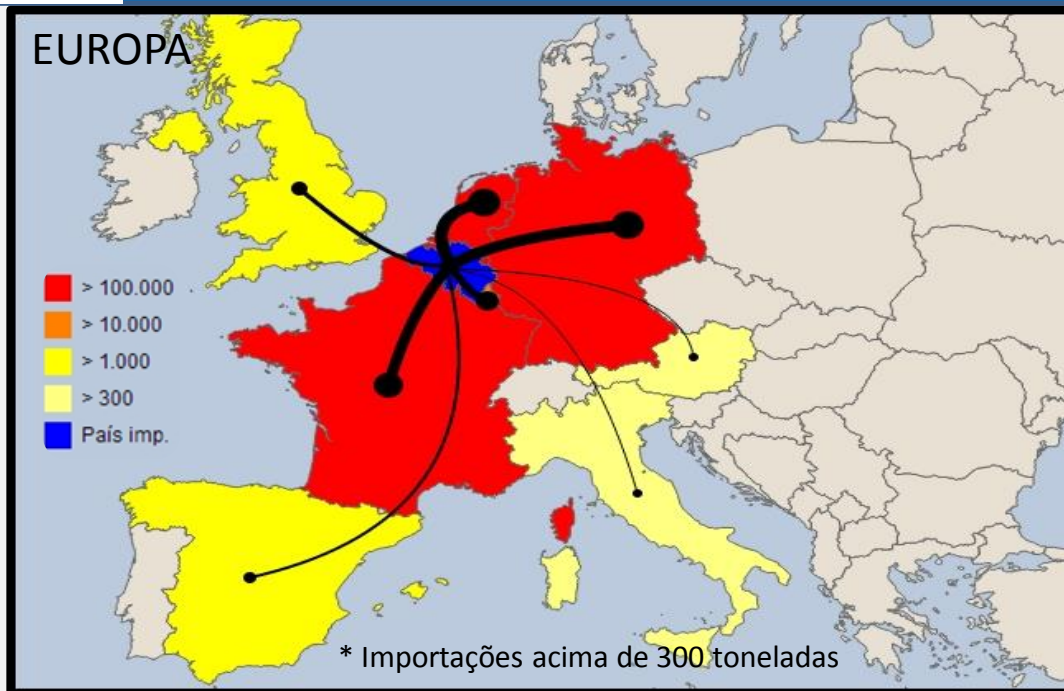 EUROPA
> 100.000
> 10.000
> 1.000
> 300
País imp.
* Importações acima de 300 toneladas